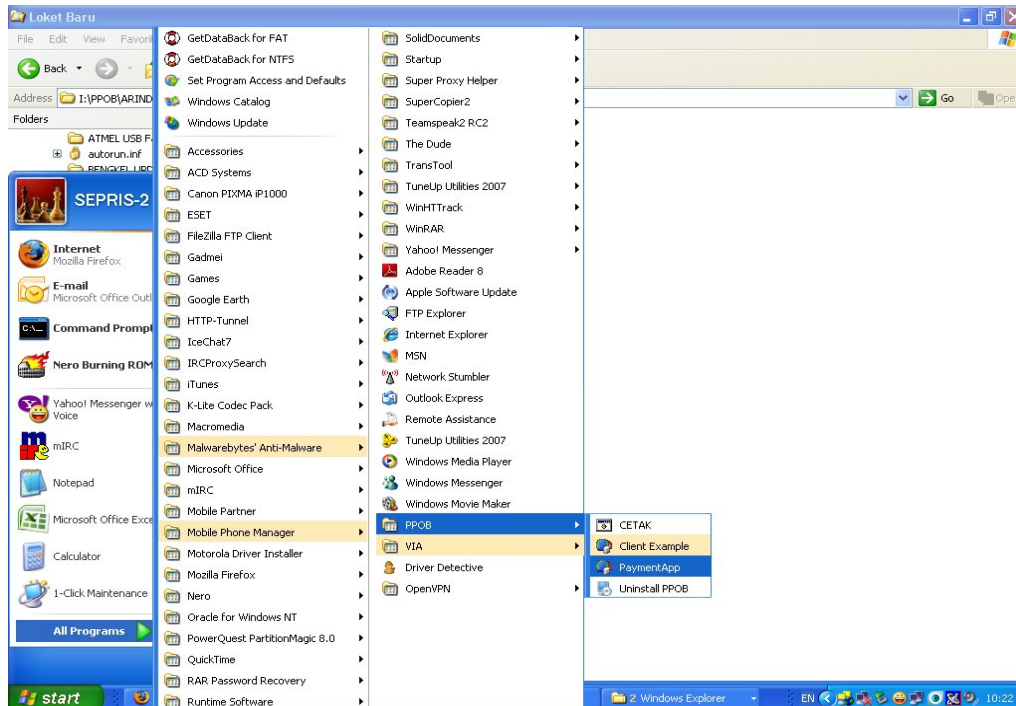 Loket Baru
File Edit View Favori
Back
Address I:\PPOB\ARIND
Go
Folders
ATMEL USB F
autorun.inf
SEPRIS-2
Internet
Mozilla Firefox
E-mail
Microsoft Office Outl
Command Prompt
Nero Burning ROM
Yahoo! Messenger w
Voice
mIRC
Notepad
Microsoft Office Exce
Calculator
1-Click Maintenance
All Programs
start
GetDataBack for FAT
GetDataBack for NTFS
Set Program Access and Defaults
Windows Catalog
Windows Update
Accessories
ACD Systems
Canon PIXMA iP1000
ESET
FileZilla FTP Client
Gadmei
Games
Google Earth
HTTP-Tunnel
IceChat7
IRCProxySearch
iTunes
K-Lite Codec Pack
Macromedia
Malwarebytes' Anti-Malware
Microsoft Office
mIRC
Mobile Partner
Mobile Phone Manager
Motorola Driver Installer
Mozilla Firefox
Nero
Oracle for Windows NT
PowerQuest PartitionMagic 8.0
QuickTime
RAR Password Recovery
Runtime Software
SolidDocuments
Startup
Super Proxy Helper
SuperCopier2
Teamspeak2 RC2
The Dude
TransTool
TuneUp Utilities 2007
WinHTTrack
WinRAR
Yahoo! Messenger
Adobe Reader 8
Apple Software Update
FTP Explorer
Internet Explorer
MSN
Network Stumbler
Outlook Express
Remote Assistance
TuneUp Utilities 2007
Windows Media Player
Windows Messenger
Windows Movie Maker
PPOB
VIA
Driver Detective
OpenVPN
CETAK
Client Example
PaymentApp
Uninstall PPOB
2 Windows Explorer
EN
10:22